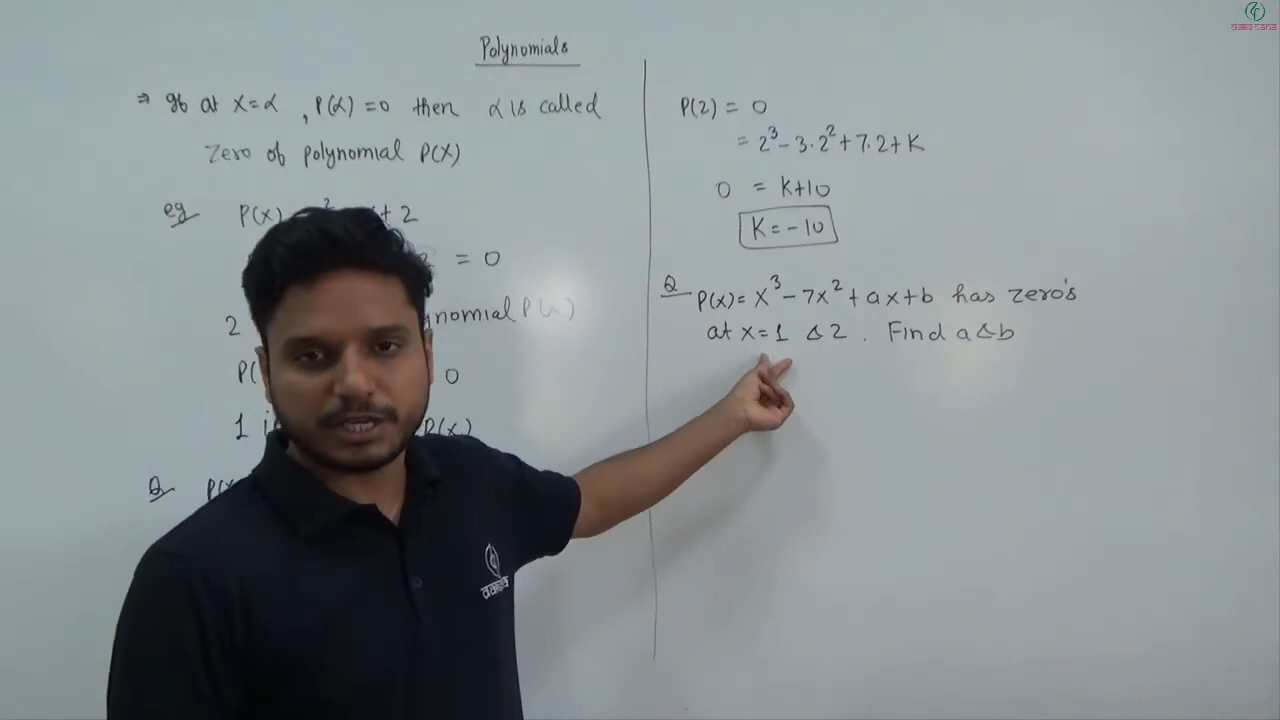 Polynomials
⇒ If at x=α , P(α)=0 then α is called
Zero of polynomial P(X)
eg P(X) 2 + 2
= 0
2 nomial P(x)
P( 0
1 P(x)
Q P(x
P(2) = 0
= 2³ - 3·2² + 7·2 + K
0 = K+10
K = -10
Q P(x) = x³ - 7x² + ax + b has zero's
at x=1 & 2 . Find a & b